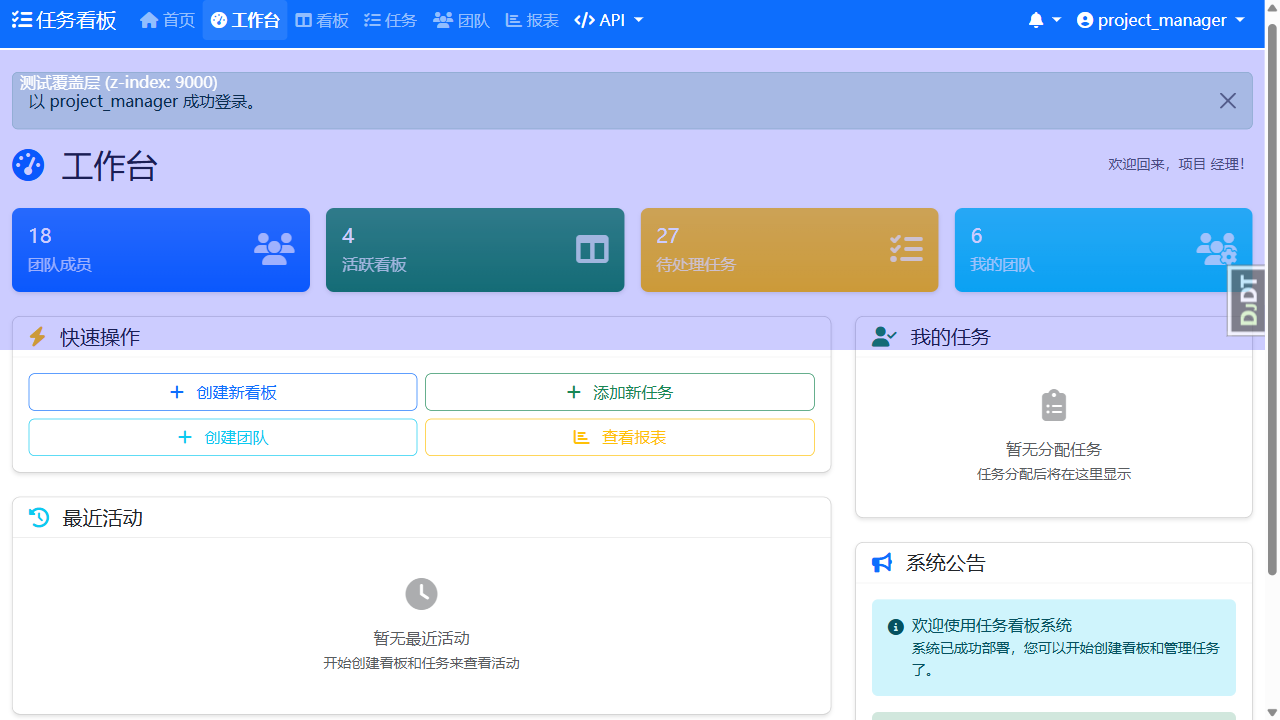 任务看板 首页 工作台 看板 任务 团队 报表 API project_manager
测试覆盖层 (z-index: 9000)
以 project_manager 成功登录。
工作台
欢迎回来，项目 经理!
18
团队成员
4
活跃看板
27
待处理任务
6
我的团队
DJDT
快速操作
创建新看板
添加新任务
创建团队
查看报表
我的任务
暂无分配任务
任务分配后将在这里显示
最近活动
暂无最近活动
开始创建看板和任务来查看活动
系统公告
欢迎使用任务看板系统
系统已成功部署，您可以开始创建看板和管理任务
了。